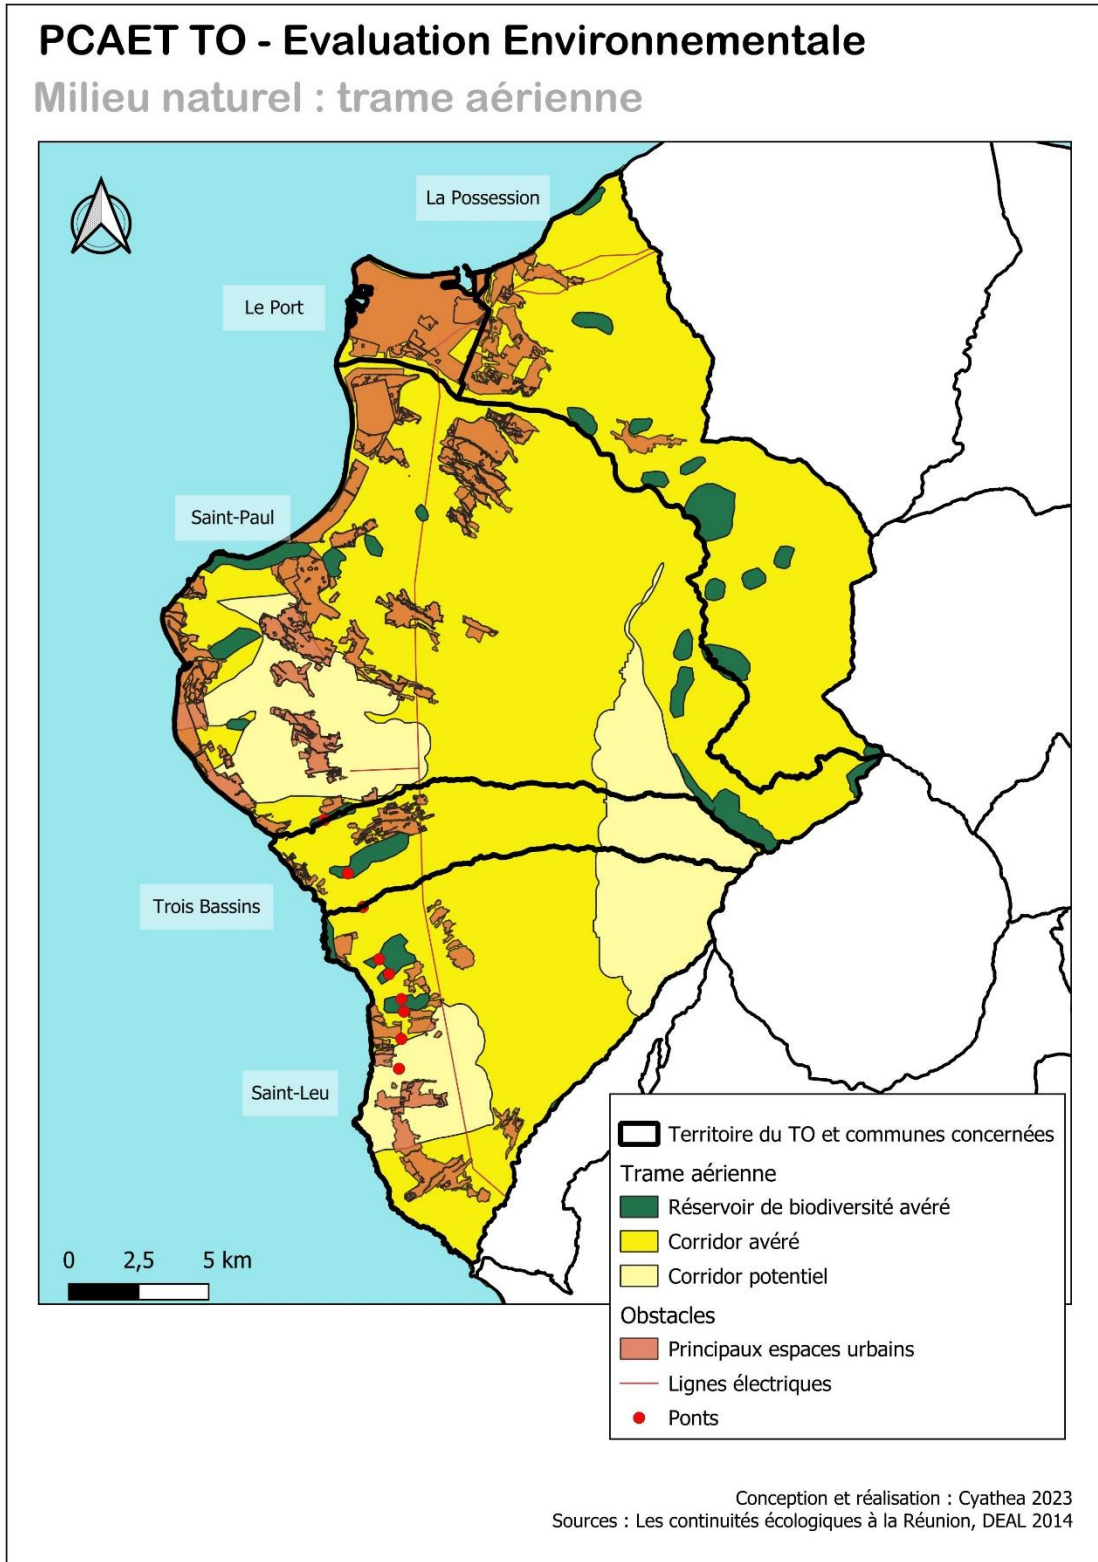 PCAET TO - Evaluation Environnementale
Milieu naturel : trame aérienne
La Possession
Le Port
Saint-Paul
Trois Bassins
Saint-Leu
0 2,5 5 km
Territoire du TO et communes concernées
Trame aérienne
Réservoir de biodiversité avéré
Corridor avéré
Corridor potentiel
Obstacles
Principaux espaces urbains
Lignes électriques
Ponts
Conception et réalisation : Cyathea 2023
Sources : Les continuités écologiques à la Réunion, DEAL 2014